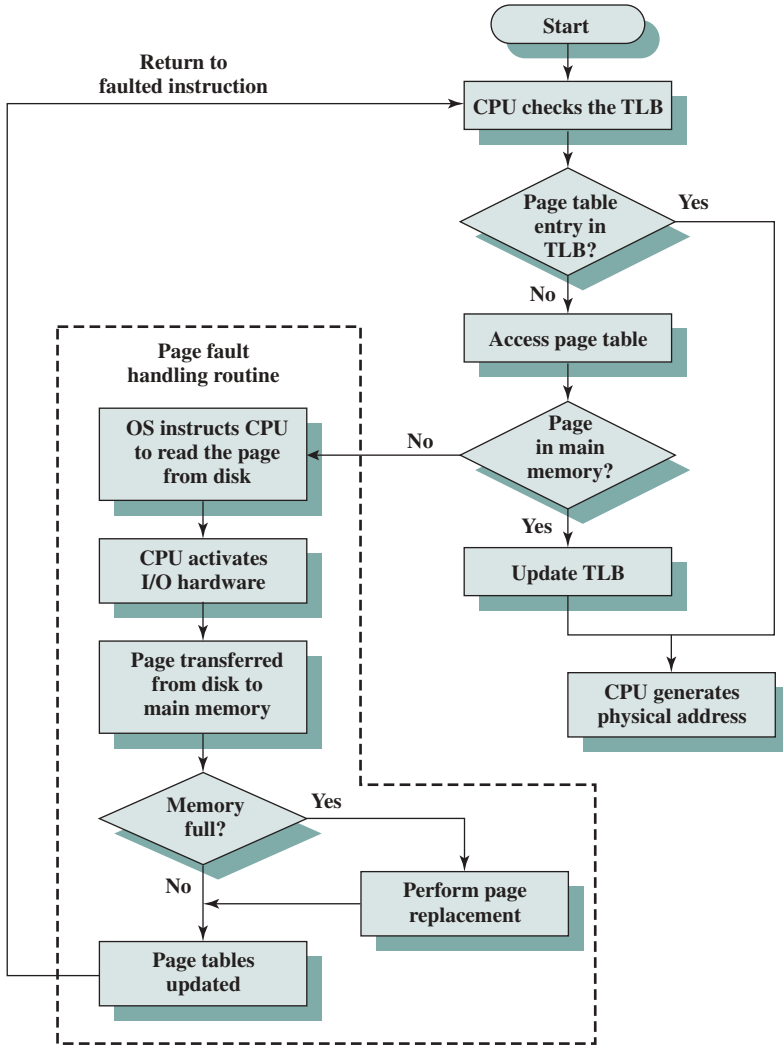 Start
Return to
faulted instruction
CPU checks the TLB
Page table
entry in
TLB?
Yes
No
Access page table
Page fault
handling routine
OS instructs CPU
to read the page
from disk
No
Page
in main
memory?
Yes
CPU activates
I/O hardware
Update TLB
Page transferred
from disk to
main memory
CPU generates
physical address
Memory
full?
Yes
No
Perform page
replacement
Page tables
updated